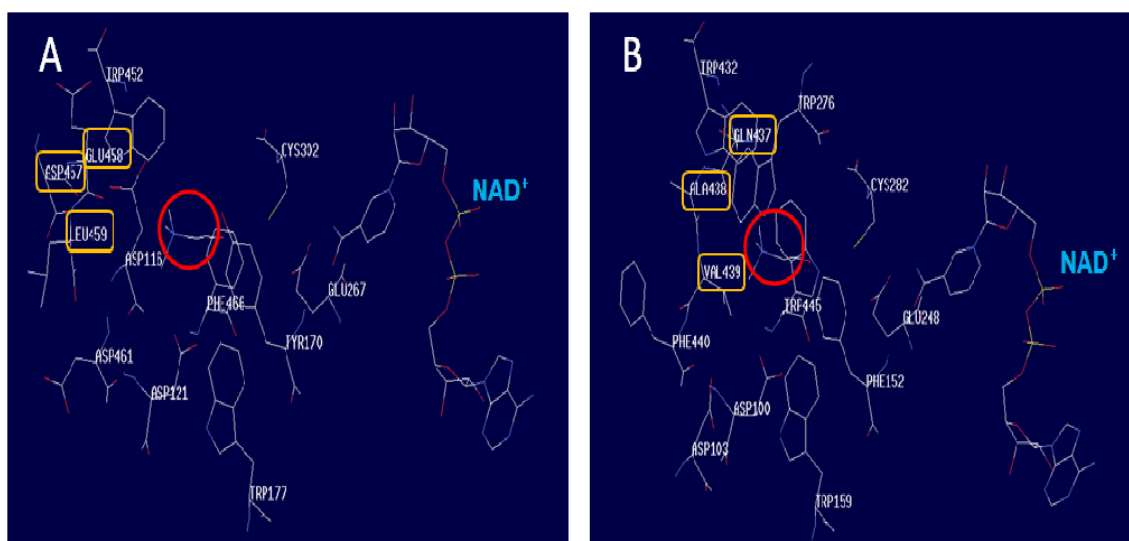 A
TRP452
GLU458
ASP457
CYS302
NAD+
LEU459
ASP116
GLU267
PHE466
TYR170
ASP461
ASP121
TRP177
B
TRP432
TRP276
GLN437
ALA438
CYS282
VAL439
NAD+
TRP445
GLU248
PHE440
PHE152
ASP100
ASP103
TRP159